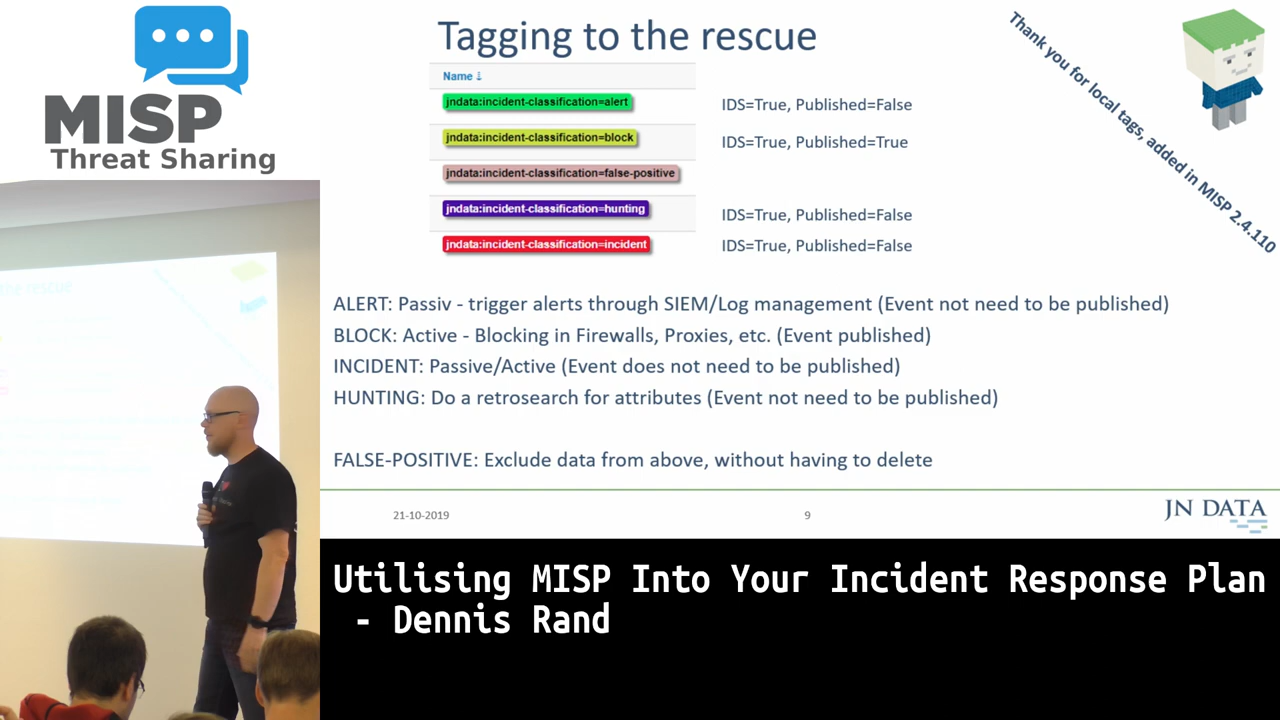 MISP
Threat Sharing
Tagging to the rescue
Thank you for local tags, added in MISP 2.4.110
Name
jndata:incident-classification=alert IDS=True, Published=False
jndata:incident-classification=block IDS=True, Published=True
jndata:incident-classification=false-positive
jndata:incident-classification=hunting IDS=True, Published=False
jndata:incident-classification=incident IDS=True, Published=False
ALERT: Passiv - trigger alerts through SIEM/Log management (Event not need to be published)
BLOCK: Active - Blocking in Firewalls, Proxies, etc. (Event published)
INCIDENT: Passive/Active (Event does not need to be published)
HUNTING: Do a retrosearch for attributes (Event not need to be published)
FALSE-POSITIVE: Exclude data from above, without having to delete
21-10-2019 9 JN DATA
Utilising MISP Into Your Incident Response Plan
- Dennis Rand